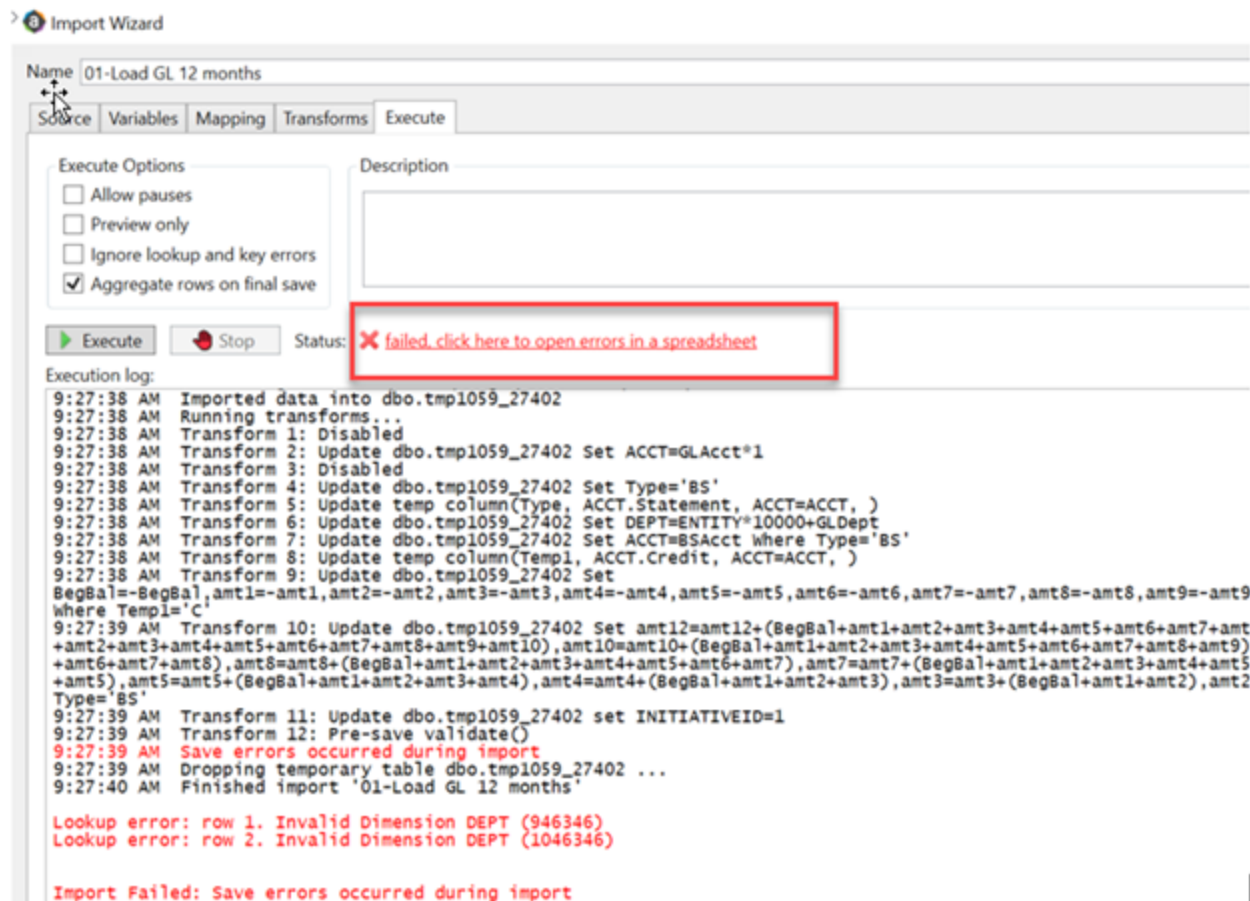 Import Wizard
Name 01-Load GL 12 months
Source Variables Mapping Transforms Execute
Execute Options
Allow pauses
Preview only
Ignore lookup and key errors
Aggregate rows on final save
Description
Execute Stop Status: failed, click here to open errors in a spreadsheet
Execution log:
9:27:38 AM Imported data into dbo.tmp1059_27402
9:27:38 AM Running transforms...
9:27:38 AM Transform 1: Disabled
9:27:38 AM Transform 2: Update dbo.tmp1059_27402 Set ACCT=GLAcct*1
9:27:38 AM Transform 3: Disabled
9:27:38 AM Transform 4: Update dbo.tmp1059_27402 Set Type='BS'
9:27:38 AM Transform 5: Update temp column(Type, ACCT.Statement, ACCT=ACCT, )
9:27:38 AM Transform 6: Update dbo.tmp1059_27402 Set DEPT=ENTITY*10000+GLDept
9:27:38 AM Transform 7: Update dbo.tmp1059_27402 Set ACCT=BSAcct Where Type='BS'
9:27:38 AM Transform 8: Update temp column(Temp1, ACCT.Credit, ACCT=ACCT, )
9:27:38 AM Transform 9: Update dbo.tmp1059_27402 Set
BegBal=-BegBal,amt1=-amt1,amt2=-amt2,amt3=-amt3,amt4=-amt4,amt5=-amt5,amt6=-amt6,amt7=-amt7,amt8=-amt8,amt9=-amt9
Where Temp1='C'
9:27:39 AM Transform 10: Update dbo.tmp1059_27402 Set amt12=amt12+(BegBal+amt1+amt2+amt3+amt4+amt5+amt6+amt7+amt
+amt2+amt3+amt4+amt5+amt6+amt7+amt8+amt9+amt10),amt10=amt10+(BegBal+amt1+amt2+amt3+amt4+amt5+amt6+amt7+amt8+amt9)
+amt6+amt7+amt8),amt8=amt8+(BegBal+amt1+amt2+amt3+amt4+amt5+amt6+amt7),amt7=amt7+(BegBal+amt1+amt2+amt3+amt4+amt5
+amt5),amt5=amt5+(BegBal+amt1+amt2+amt3+amt4),amt4=amt4+(BegBal+amt1+amt2+amt3),amt3=amt3+(BegBal+amt1+amt2),amt2
Type='BS'
9:27:39 AM Transform 11: Update dbo.tmp1059_27402 set INITIATIVEID=1
9:27:39 AM Transform 12: Pre-save validate()
9:27:39 AM Save errors occurred during import
9:27:39 AM Dropping temporary table dbo.tmp1059_27402 ...
9:27:40 AM Finished import '01-Load GL 12 months'
Lookup error: row 1. Invalid Dimension DEPT (946346)
Lookup error: row 2. Invalid Dimension DEPT (1046346)
Import Failed: Save errors occurred during import